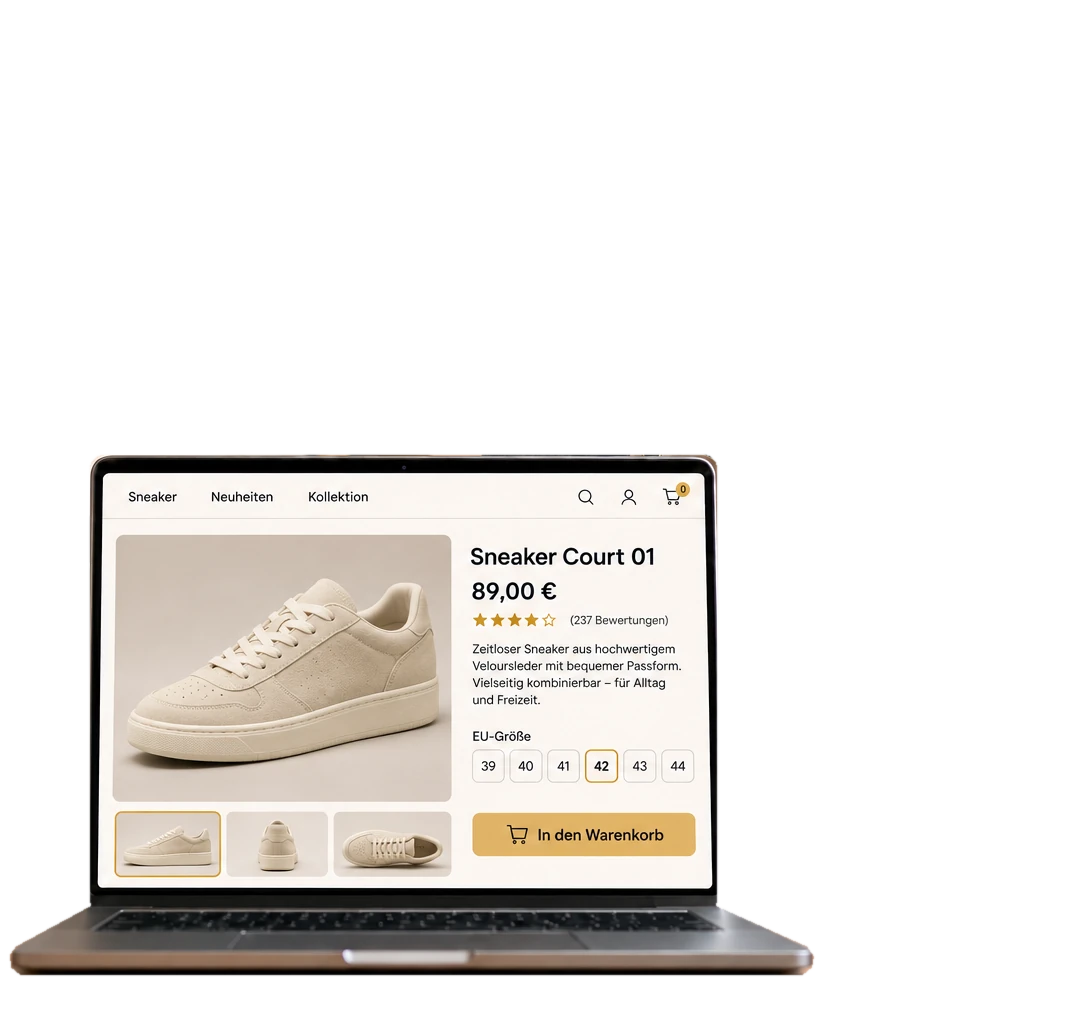 Sneaker Neuheiten Kollektion 0
Sneaker Court 01
89,00 €
(237 Bewertungen)
Zeitloser Sneaker aus hochwertigem
Veloursleder mit bequemer Passform.
Vielseitig kombinierbar – für Alltag
und Freizeit.
EU-Größe
39 40 41 42 43 44
In den Warenkorb